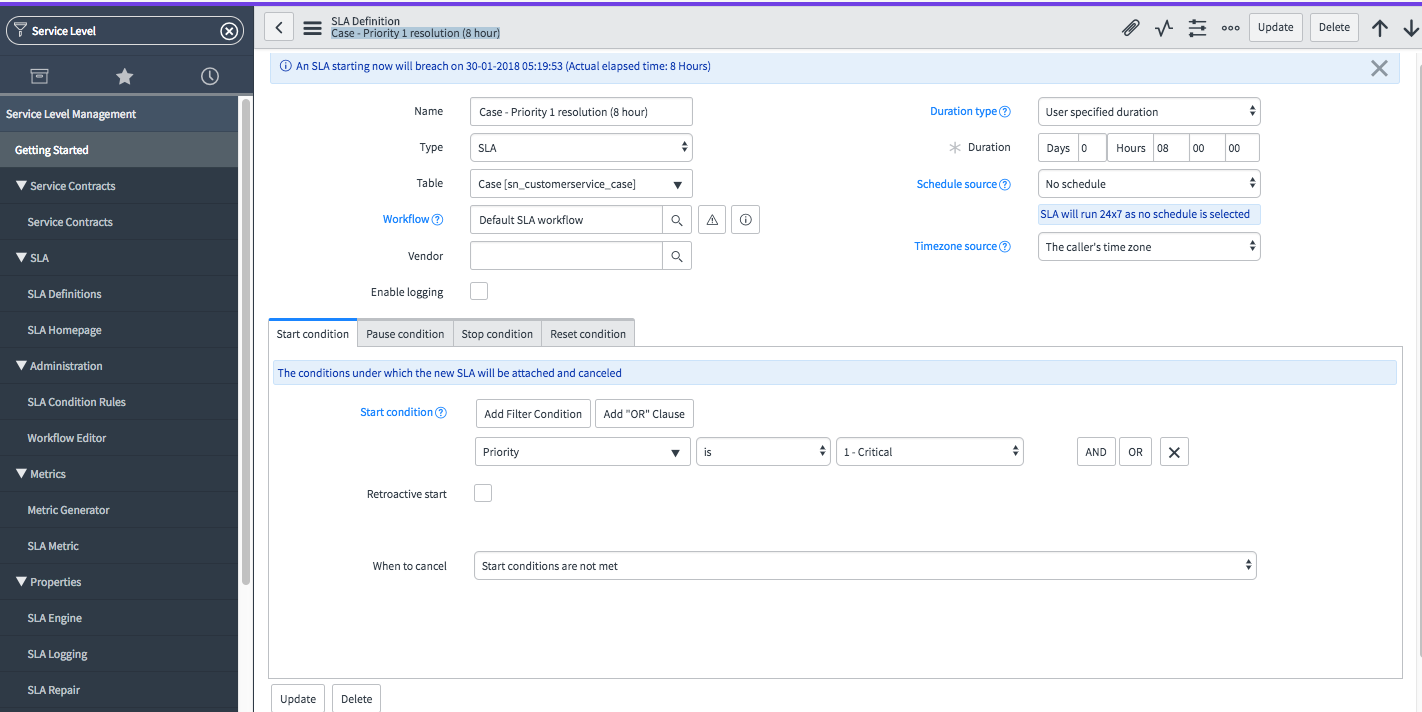 Service Level
Service Level Management
Getting Started
Service Contracts
Service Contracts
SLA
SLA Definitions
SLA Homepage
Administration
SLA Condition Rules
Workflow Editor
Metrics
Metric Generator
SLA Metric
Properties
SLA Engine
SLA Logging
SLA Repair
SLA Definition
Case - Priority 1 resolution (8 hour)
Update Delete
An SLA starting now will breach on 30-01-2018 05:19:53 (Actual elapsed time: 8 Hours)
Name Case - Priority 1 resolution (8 hour)
Type SLA
Table Case [sn_customerservice_case]
Workflow Default SLA workflow
Vendor
Enable logging
Duration type User specified duration
Duration Days 0 Hours 08 00 00
Schedule source No schedule
SLA will run 24x7 as no schedule is selected
Timezone source The caller's time zone
Start condition Pause condition Stop condition Reset condition
The conditions under which the new SLA will be attached and canceled
Start condition Add Filter Condition Add "OR" Clause
Priority is 1 - Critical AND OR
Retroactive start
When to cancel Start conditions are not met
Update Delete